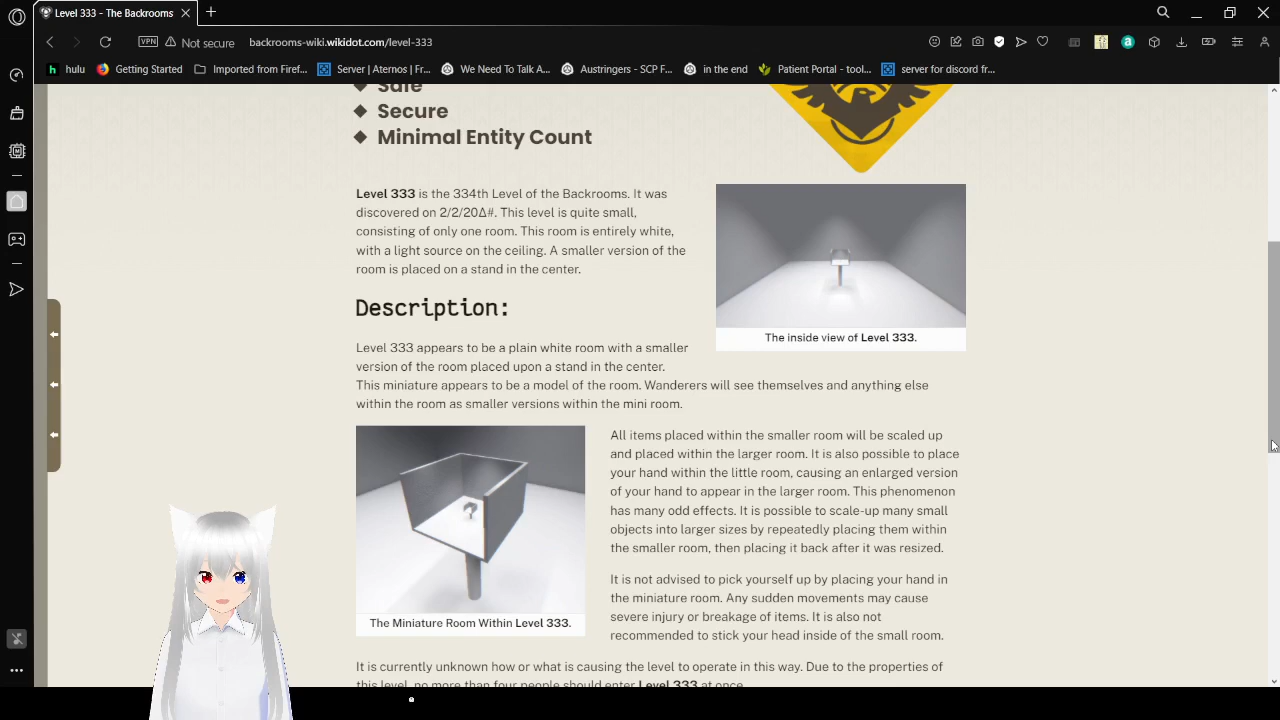 Level 333 - The Backrooms
VPN
Not secure
backrooms-wiki.wikidot.com/level-333
hulu
Getting Started
Imported from Firef...
Server | Aternos | Fr...
We Need To Talk A...
Austringers - SCP F...
in the end
Patient Portal - tool...
server for discord fr...
Safe
Secure
Minimal Entity Count
Level 333 is the 334th Level of the Backrooms. It was
discovered on 2/2/20Δ#. This level is quite small,
consisting of only one room. This room is entirely white,
with a light source on the ceiling. A smaller version of the
room is placed on a stand in the center.
The inside view of Level 333.
Description:
Level 333 appears to be a plain white room with a smaller
version of the room placed upon a stand in the center.
This miniature appears to be a model of the room. Wanderers will see themselves and anything else
within the room as smaller versions within the mini room.
The Miniature Room Within Level 333.
All items placed within the smaller room will be scaled up
and placed within the larger room. It is also possible to place
your hand within the little room, causing an enlarged version
of your hand to appear in the larger room. This phenomenon
has many odd effects. It is possible to scale-up many small
objects into larger sizes by repeatedly placing them within
the smaller room, then placing it back after it was resized.
It is not advised to pick yourself up by placing your hand in
the miniature room. Any sudden movements may cause
severe injury or breakage of items. It is also not
recommended to stick your head inside of the small room.
It is currently unknown how or what is causing the level to operate in this way. Due to the properties of
this level, no more than four people should enter Level 333 at once.